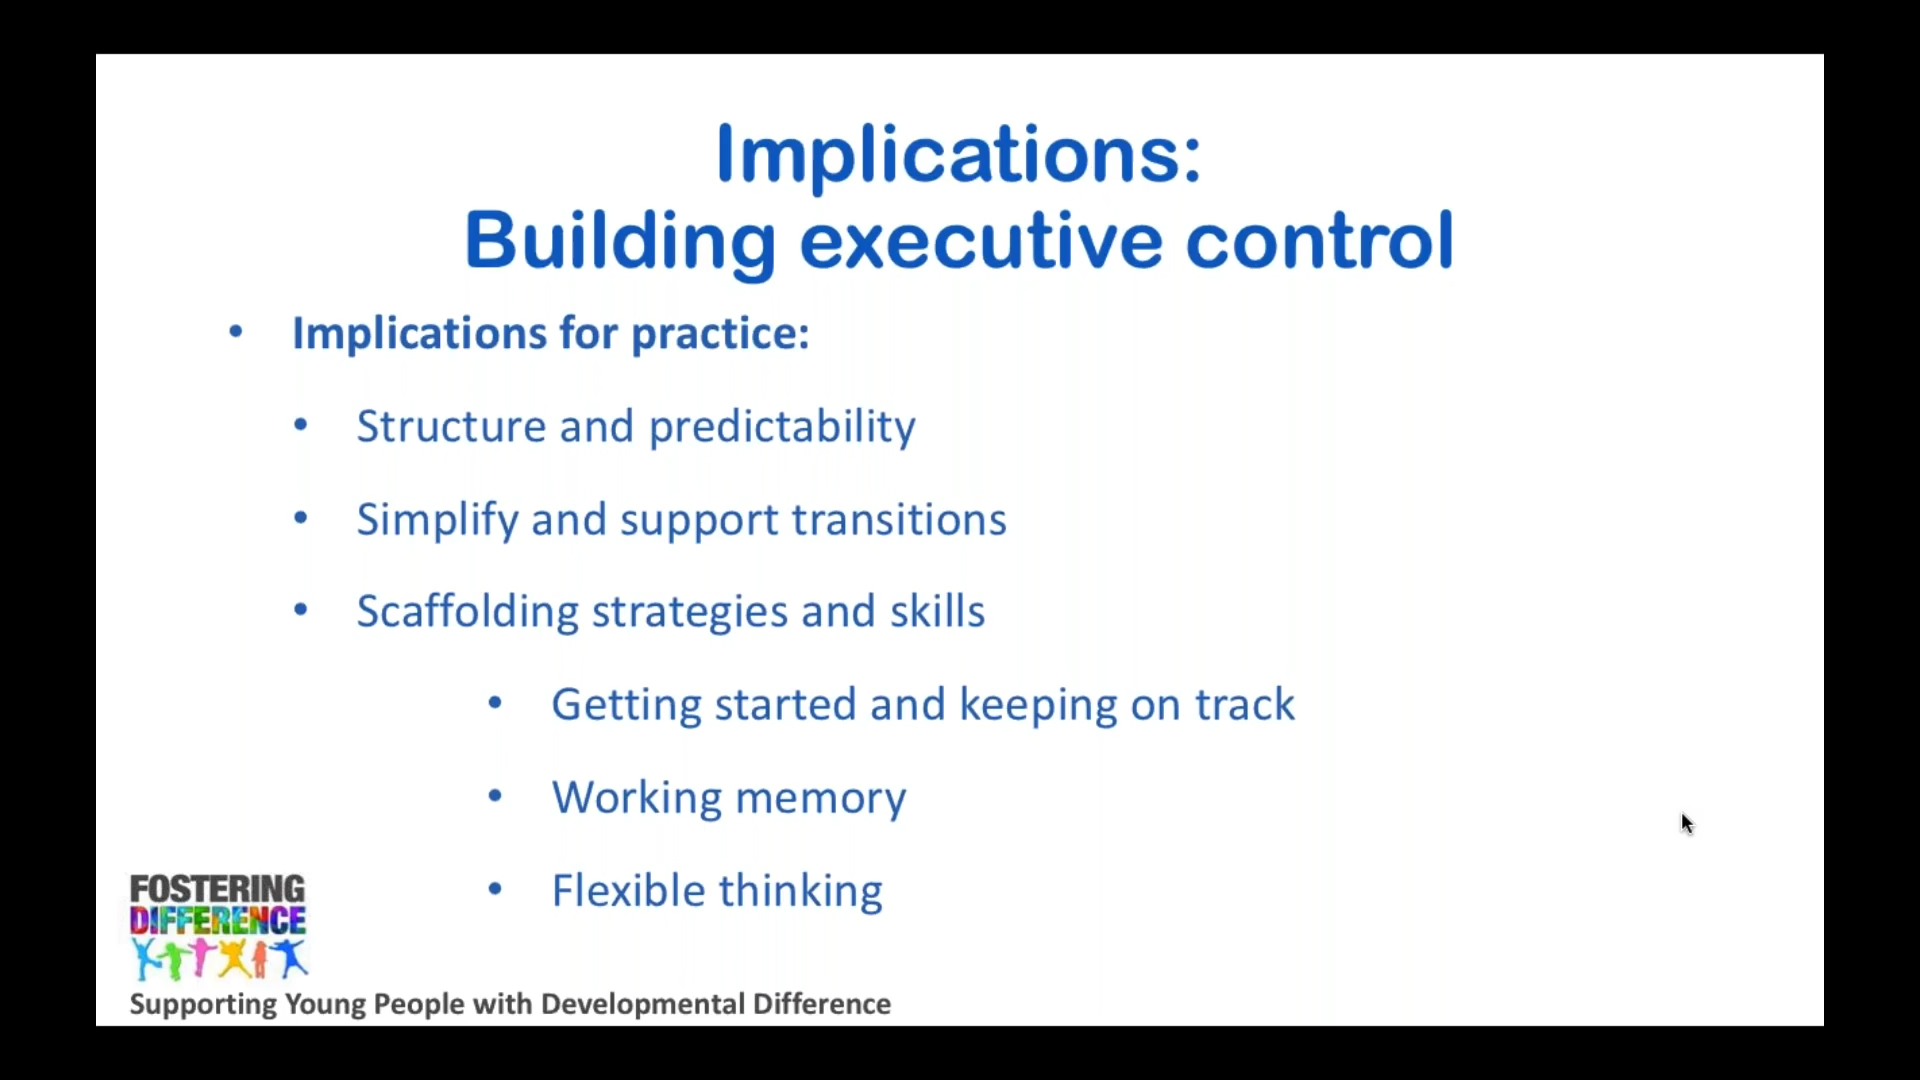 Implications:
Building executive control
• Implications for practice:
• Structure and predictability
• Simplify and support transitions
• Scaffolding strategies and skills
• Getting started and keeping on track
• Working memory
• Flexible thinking
FOSTERING
DIFFERENCE
Supporting Young People with Developmental Difference